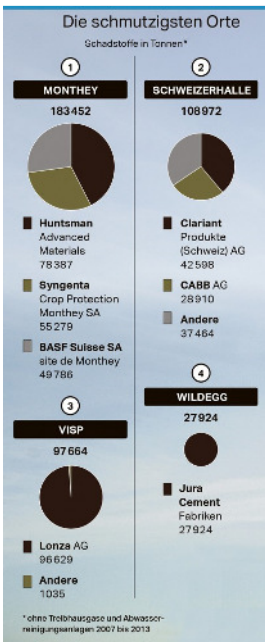 Die schmutzigsten Orte
Schadstoffe in Tonnen*
1
MONTHEY
183452
Huntsman
Advanced
Materials
78387
Syngenta
Crop Protection
Monthey SA
55279
BASF Suisse SA
site de Monthey
49786
2
SCHWEIZERHALLE
108972
Clariant
Produkte
(Schweiz) AG
42598
CABB AG
28910
Andere
37464
3
VISP
97664
Lonza AG
96629
Andere
1035
4
WILDEGG
27924
Jura
Cement
Fabriken
27924
*ohne Treibhausgase und Abwasser-
reinigungsanlagen 2007 bis 2013